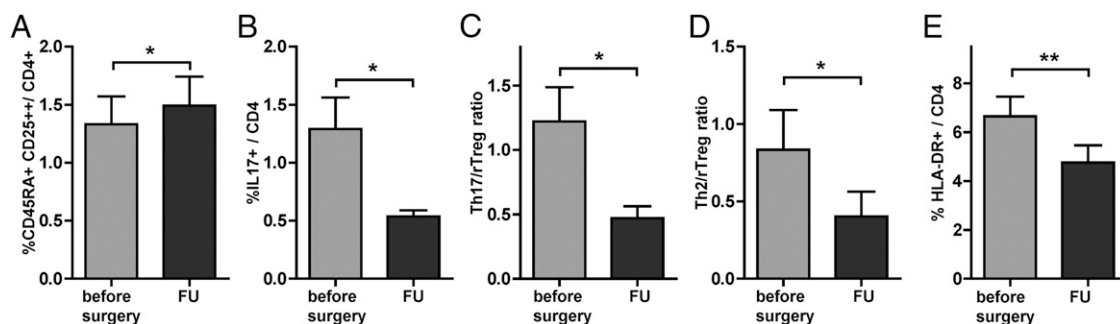 A
%CD45RA+ CD25++/ CD4+
2.0
1.5
1.0
0.5
0.0
*
before
surgery
FU
B
%IL17+ / CD4
2.0
1.5
1.0
0.5
0.0
*
before
surgery
FU
C
Th17/rTreg ratio
1.5
1.0
0.5
0.0
*
before
surgery
FU
D
Th2/rTreg ratio
1.5
1.0
0.5
0.0
*
before
surgery
FU
E
% HLA-DR+ / CD4
8
6
4
2
0
**
before
surgery
FU